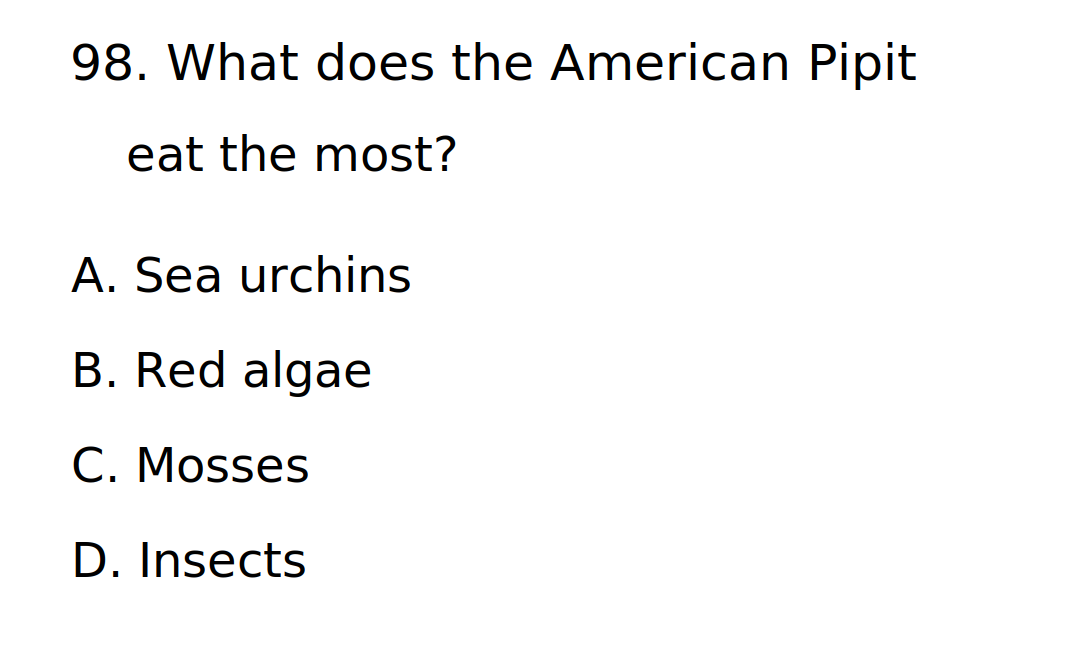 98. What does the American Pipit
eat the most?
A. Sea urchins
B. Red algae
C. Mosses
D. Insects